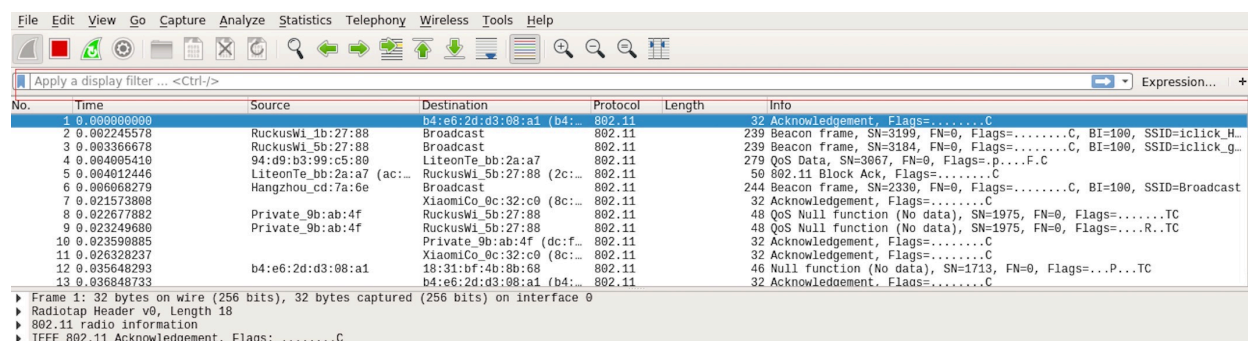 File Edit View Go Capture Analyze Statistics Telephony Wireless Tools Help
Apply a display filter ... <Ctrl-/> Expression... +
No. Time Source Destination Protocol Length Info
1 0.000000000 b4:e6:2d:d3:08:a1 (b4:… 802.11 32 Acknowledgement, Flags=........C
2 0.002245578 RuckusWi_1b:27:88 Broadcast 802.11 239 Beacon frame, SN=3199, FN=0, Flags=........C, BI=100, SSID=iclick_H…
3 0.003366678 RuckusWi_5b:27:88 Broadcast 802.11 239 Beacon frame, SN=3184, FN=0, Flags=........C, BI=100, SSID=iclick_g…
4 0.004005410 94:d9:b3:99:c5:80 LiteonTe_bb:2a:a7 802.11 279 QoS Data, SN=3067, FN=0, Flags=.p....F.C
5 0.004012446 LiteonTe_bb:2a:a7 (ac:… RuckusWi_5b:27:88 (2c:… 802.11 50 802.11 Block Ack, Flags=........C
6 0.006068279 Hangzhou_cd:7a:6e Broadcast 802.11 244 Beacon frame, SN=2330, FN=0, Flags=........C, BI=100, SSID=Broadcast
7 0.021573808 XiaomiCo_0c:32:c0 (8c:… 802.11 32 Acknowledgement, Flags=........C
8 0.022677882 Private_9b:ab:4f RuckusWi_5b:27:88 802.11 48 QoS Null function (No data), SN=1975, FN=0, Flags=.......TC
9 0.023249680 Private_9b:ab:4f RuckusWi_5b:27:88 802.11 48 QoS Null function (No data), SN=1975, FN=0, Flags=....R..TC
10 0.023590885 Private_9b:ab:4f (dc:f… 802.11 32 Acknowledgement, Flags=........C
11 0.026328237 XiaomiCo_0c:32:c0 (8c:… 802.11 32 Acknowledgement, Flags=........C
12 0.035648293 b4:e6:2d:d3:08:a1 18:31:bf:4b:8b:68 802.11 46 Null function (No data), SN=1713, FN=0, Flags=...P...TC
13 0.036848733 b4:e6:2d:d3:08:a1 (b4:… 802.11 32 Acknowledgement, Flags=........C
Frame 1: 32 bytes on wire (256 bits), 32 bytes captured (256 bits) on interface 0
Radiotap Header v0, Length 18
802.11 radio information
IEEE 802.11 Acknowledgement, Flags: ........C